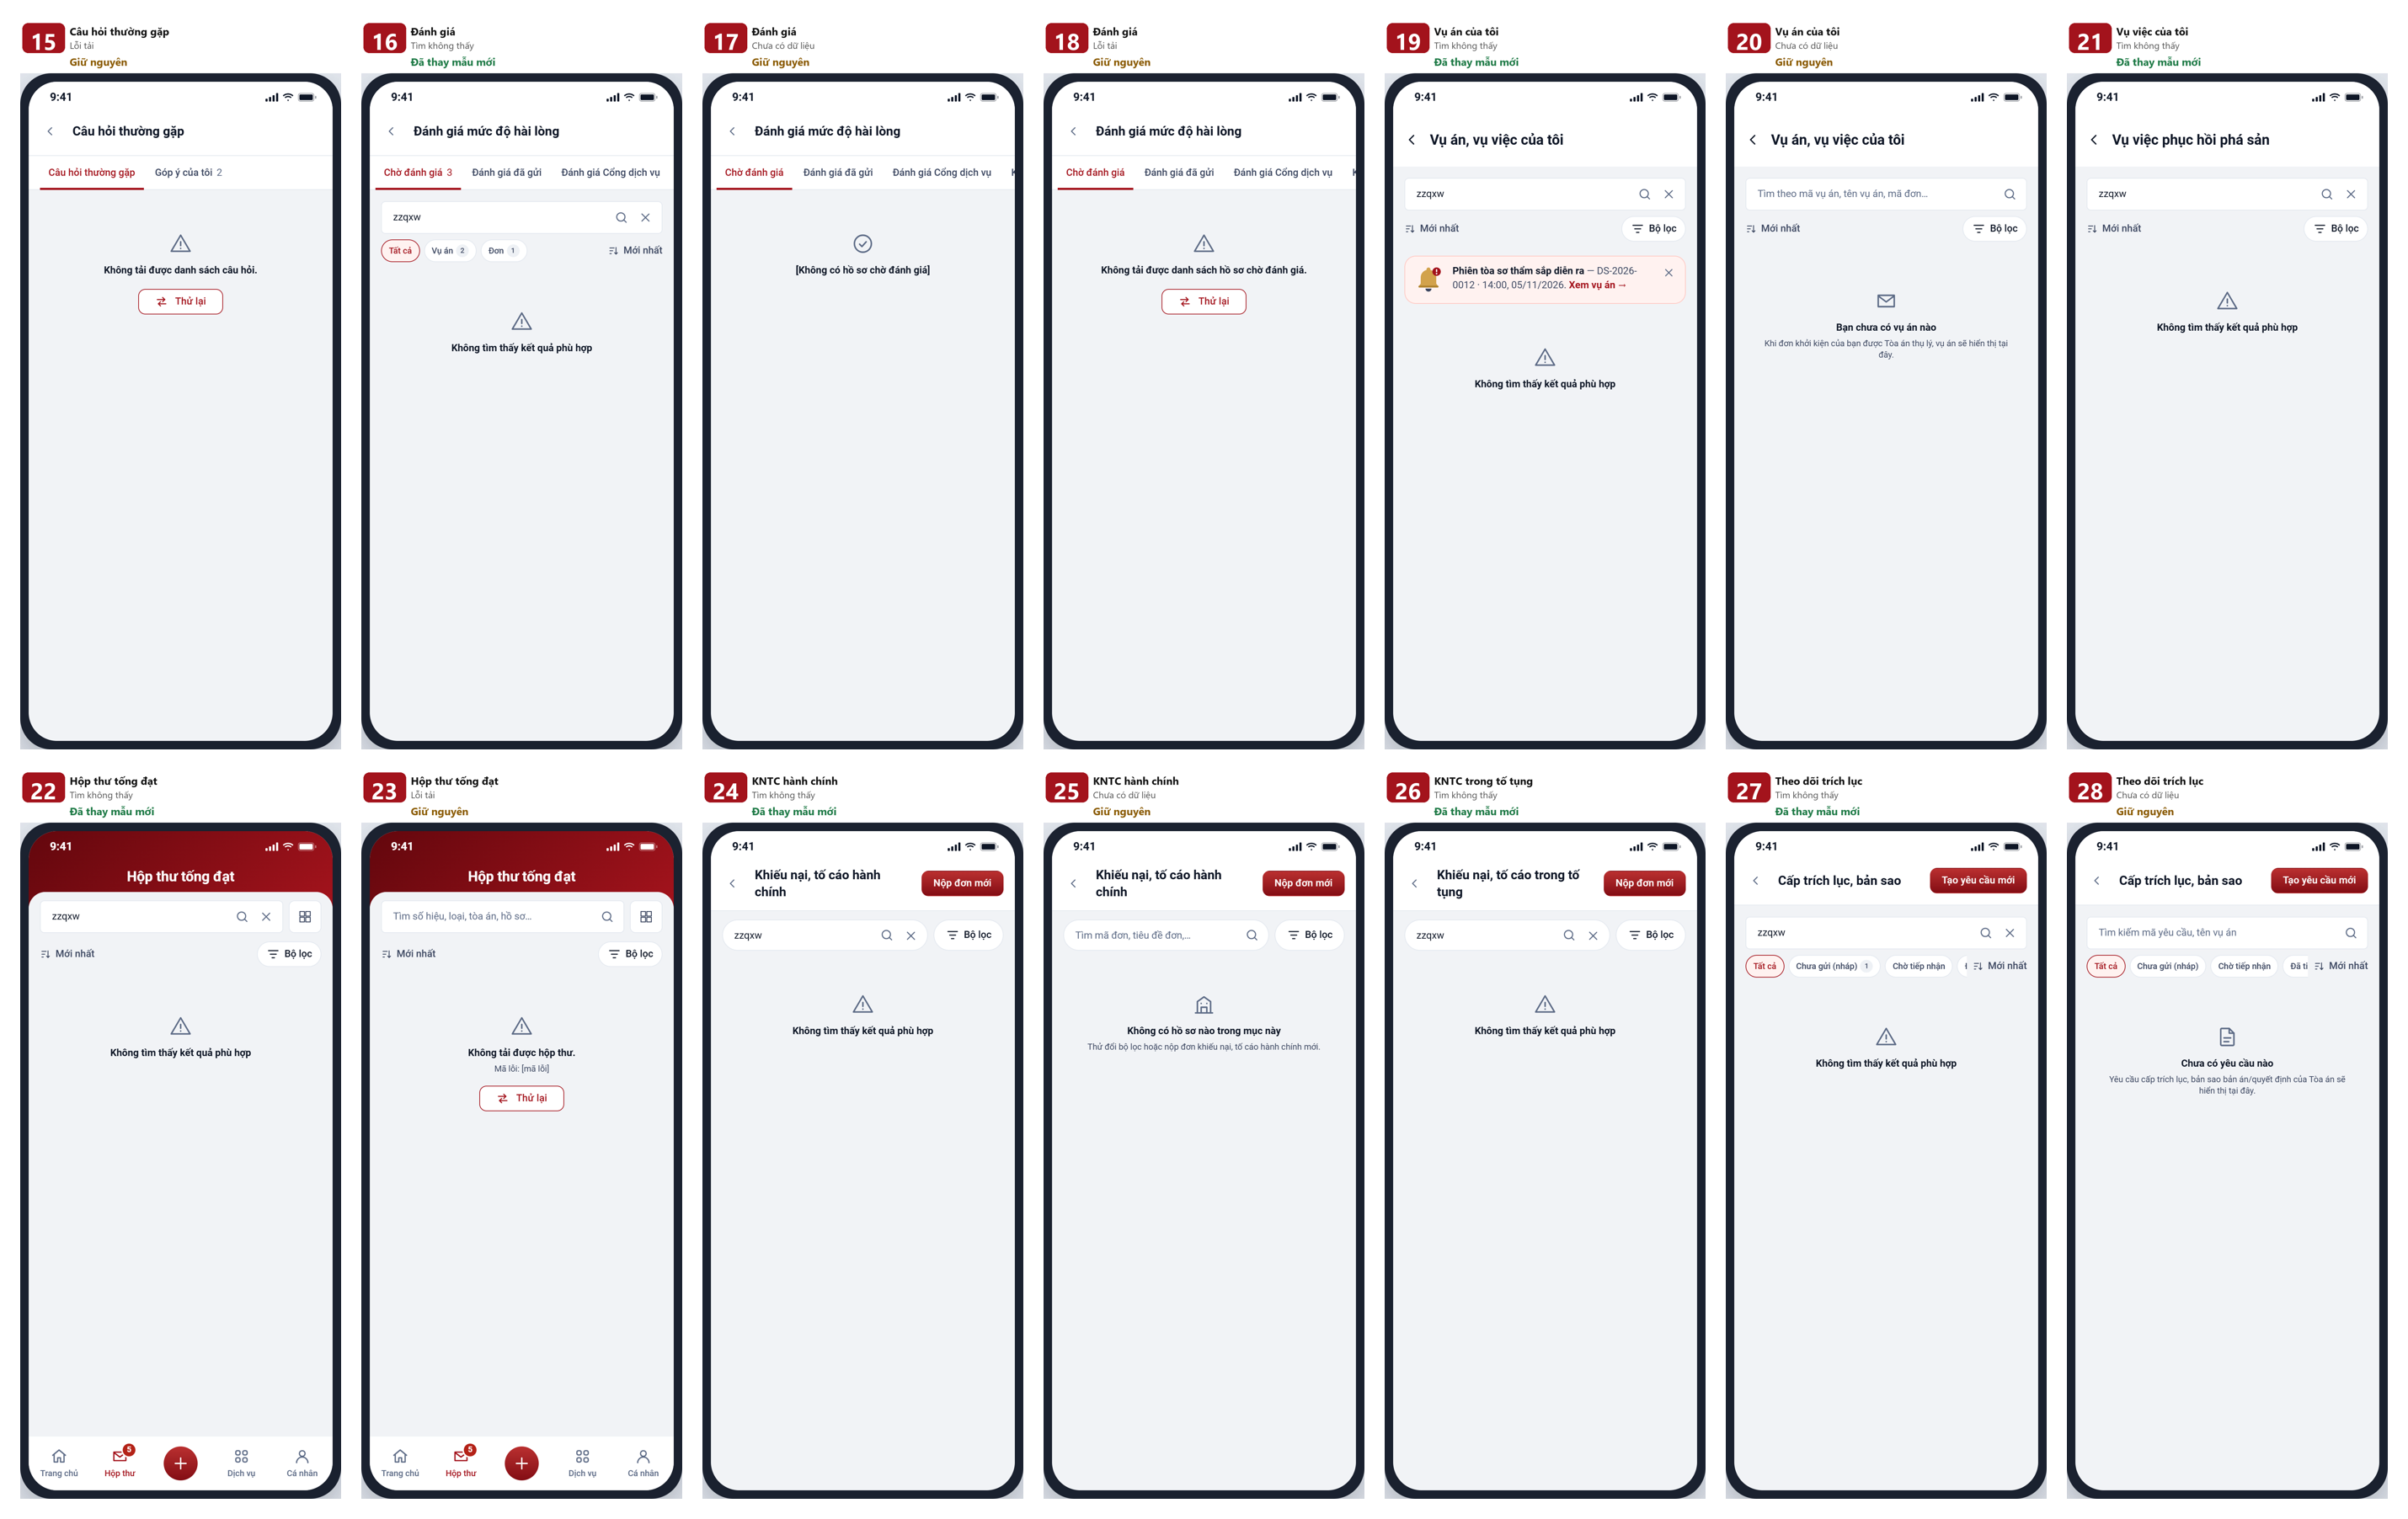 15
Câu hỏi thường gặp
Lỗi tải
Giữ nguyên
9:41
Câu hỏi thường gặp
Câu hỏi thường gặp Góp ý của tôi 2
Không tải được danh sách câu hỏi.
Thử lại
16
Đánh giá
Tìm không thấy
Đã thay mẫu mới
9:41
Đánh giá mức độ hài lòng
Chờ đánh giá 3 Đánh giá đã gửi Đánh giá Cổng dịch vụ
zzqxw
Tất cả Vụ án 2 Đơn 1 Mới nhất
Không tìm thấy kết quả phù hợp
17
Đánh giá
Chưa có dữ liệu
Giữ nguyên
9:41
Đánh giá mức độ hài lòng
Chờ đánh giá Đánh giá đã gửi Đánh giá Cổng dịch vụ
[Không có hồ sơ chờ đánh giá]
18
Đánh giá
Lỗi tải
Giữ nguyên
9:41
Đánh giá mức độ hài lòng
Chờ đánh giá Đánh giá đã gửi Đánh giá Cổng dịch vụ
Không tải được danh sách hồ sơ chờ đánh giá.
Thử lại
19
Vụ án của tôi
Tìm không thấy
Đã thay mẫu mới
9:41
Vụ án, vụ việc của tôi
zzqxw
Mới nhất Bộ lọc
Phiên tòa sơ thẩm sắp diễn ra — DS-2026-
0012 · 14:00, 05/11/2026. Xem vụ án →
Không tìm thấy kết quả phù hợp
20
Vụ án của tôi
Chưa có dữ liệu
Giữ nguyên
9:41
Vụ án, vụ việc của tôi
Tìm theo mã vụ án, tên vụ án, mã đơn...
Mới nhất Bộ lọc
Bạn chưa có vụ án nào
Khi đơn khởi kiện của bạn được Tòa án thụ lý, vụ án sẽ hiển thị tại
đây.
21
Vụ việc của tôi
Tìm không thấy
Đã thay mẫu mới
9:41
Vụ việc phục hồi phá sản
zzqxw
Mới nhất Bộ lọc
Không tìm thấy kết quả phù hợp
22
Hộp thư tống đạt
Tìm không thấy
Đã thay mẫu mới
9:41
Hộp thư tống đạt
zzqxw
Mới nhất Bộ lọc
Không tìm thấy kết quả phù hợp
5
Trang chủ Hộp thư Dịch vụ Cá nhân
23
Hộp thư tống đạt
Lỗi tải
Giữ nguyên
9:41
Hộp thư tống đạt
Tìm số hiệu, loại, tòa án, hồ sơ...
Mới nhất Bộ lọc
Không tải được hộp thư.
Mã lỗi: [mã lỗi]
Thử lại
5
Trang chủ Hộp thư Dịch vụ Cá nhân
24
KNTC hành chính
Tìm không thấy
Đã thay mẫu mới
9:41
Khiếu nại, tố cáo hành
chính
Nộp đơn mới
zzqxw
Bộ lọc
Không tìm thấy kết quả phù hợp
25
KNTC hành chính
Chưa có dữ liệu
Giữ nguyên
9:41
Khiếu nại, tố cáo hành
chính
Nộp đơn mới
Tìm mã đơn, tiêu đề đơn,...
Bộ lọc
Không có hồ sơ nào trong mục này
Thử đổi bộ lọc hoặc nộp đơn khiếu nại, tố cáo hành chính mới.
26
KNTC trong tố tụng
Tìm không thấy
Đã thay mẫu mới
9:41
Khiếu nại, tố cáo trong tố
tụng
Nộp đơn mới
zzqxw
Bộ lọc
Không tìm thấy kết quả phù hợp
27
Theo dõi trích lục
Tìm không thấy
Đã thay mẫu mới
9:41
Cấp trích lục, bản sao
Tạo yêu cầu mới
zzqxw
Tất cả Chưa gửi (nháp) 1 Chờ tiếp nhận Mới nhất
Không tìm thấy kết quả phù hợp
28
Theo dõi trích lục
Chưa có dữ liệu
Giữ nguyên
9:41
Cấp trích lục, bản sao
Tạo yêu cầu mới
Tìm kiếm mã yêu cầu, tên vụ án
Tất cả Chưa gửi (nháp) Chờ tiếp nhận Đã ti Mới nhất
Chưa có yêu cầu nào
Yêu cầu cấp trích lục, bản sao bản án/quyết định của Tòa án sẽ
hiển thị tại đây.